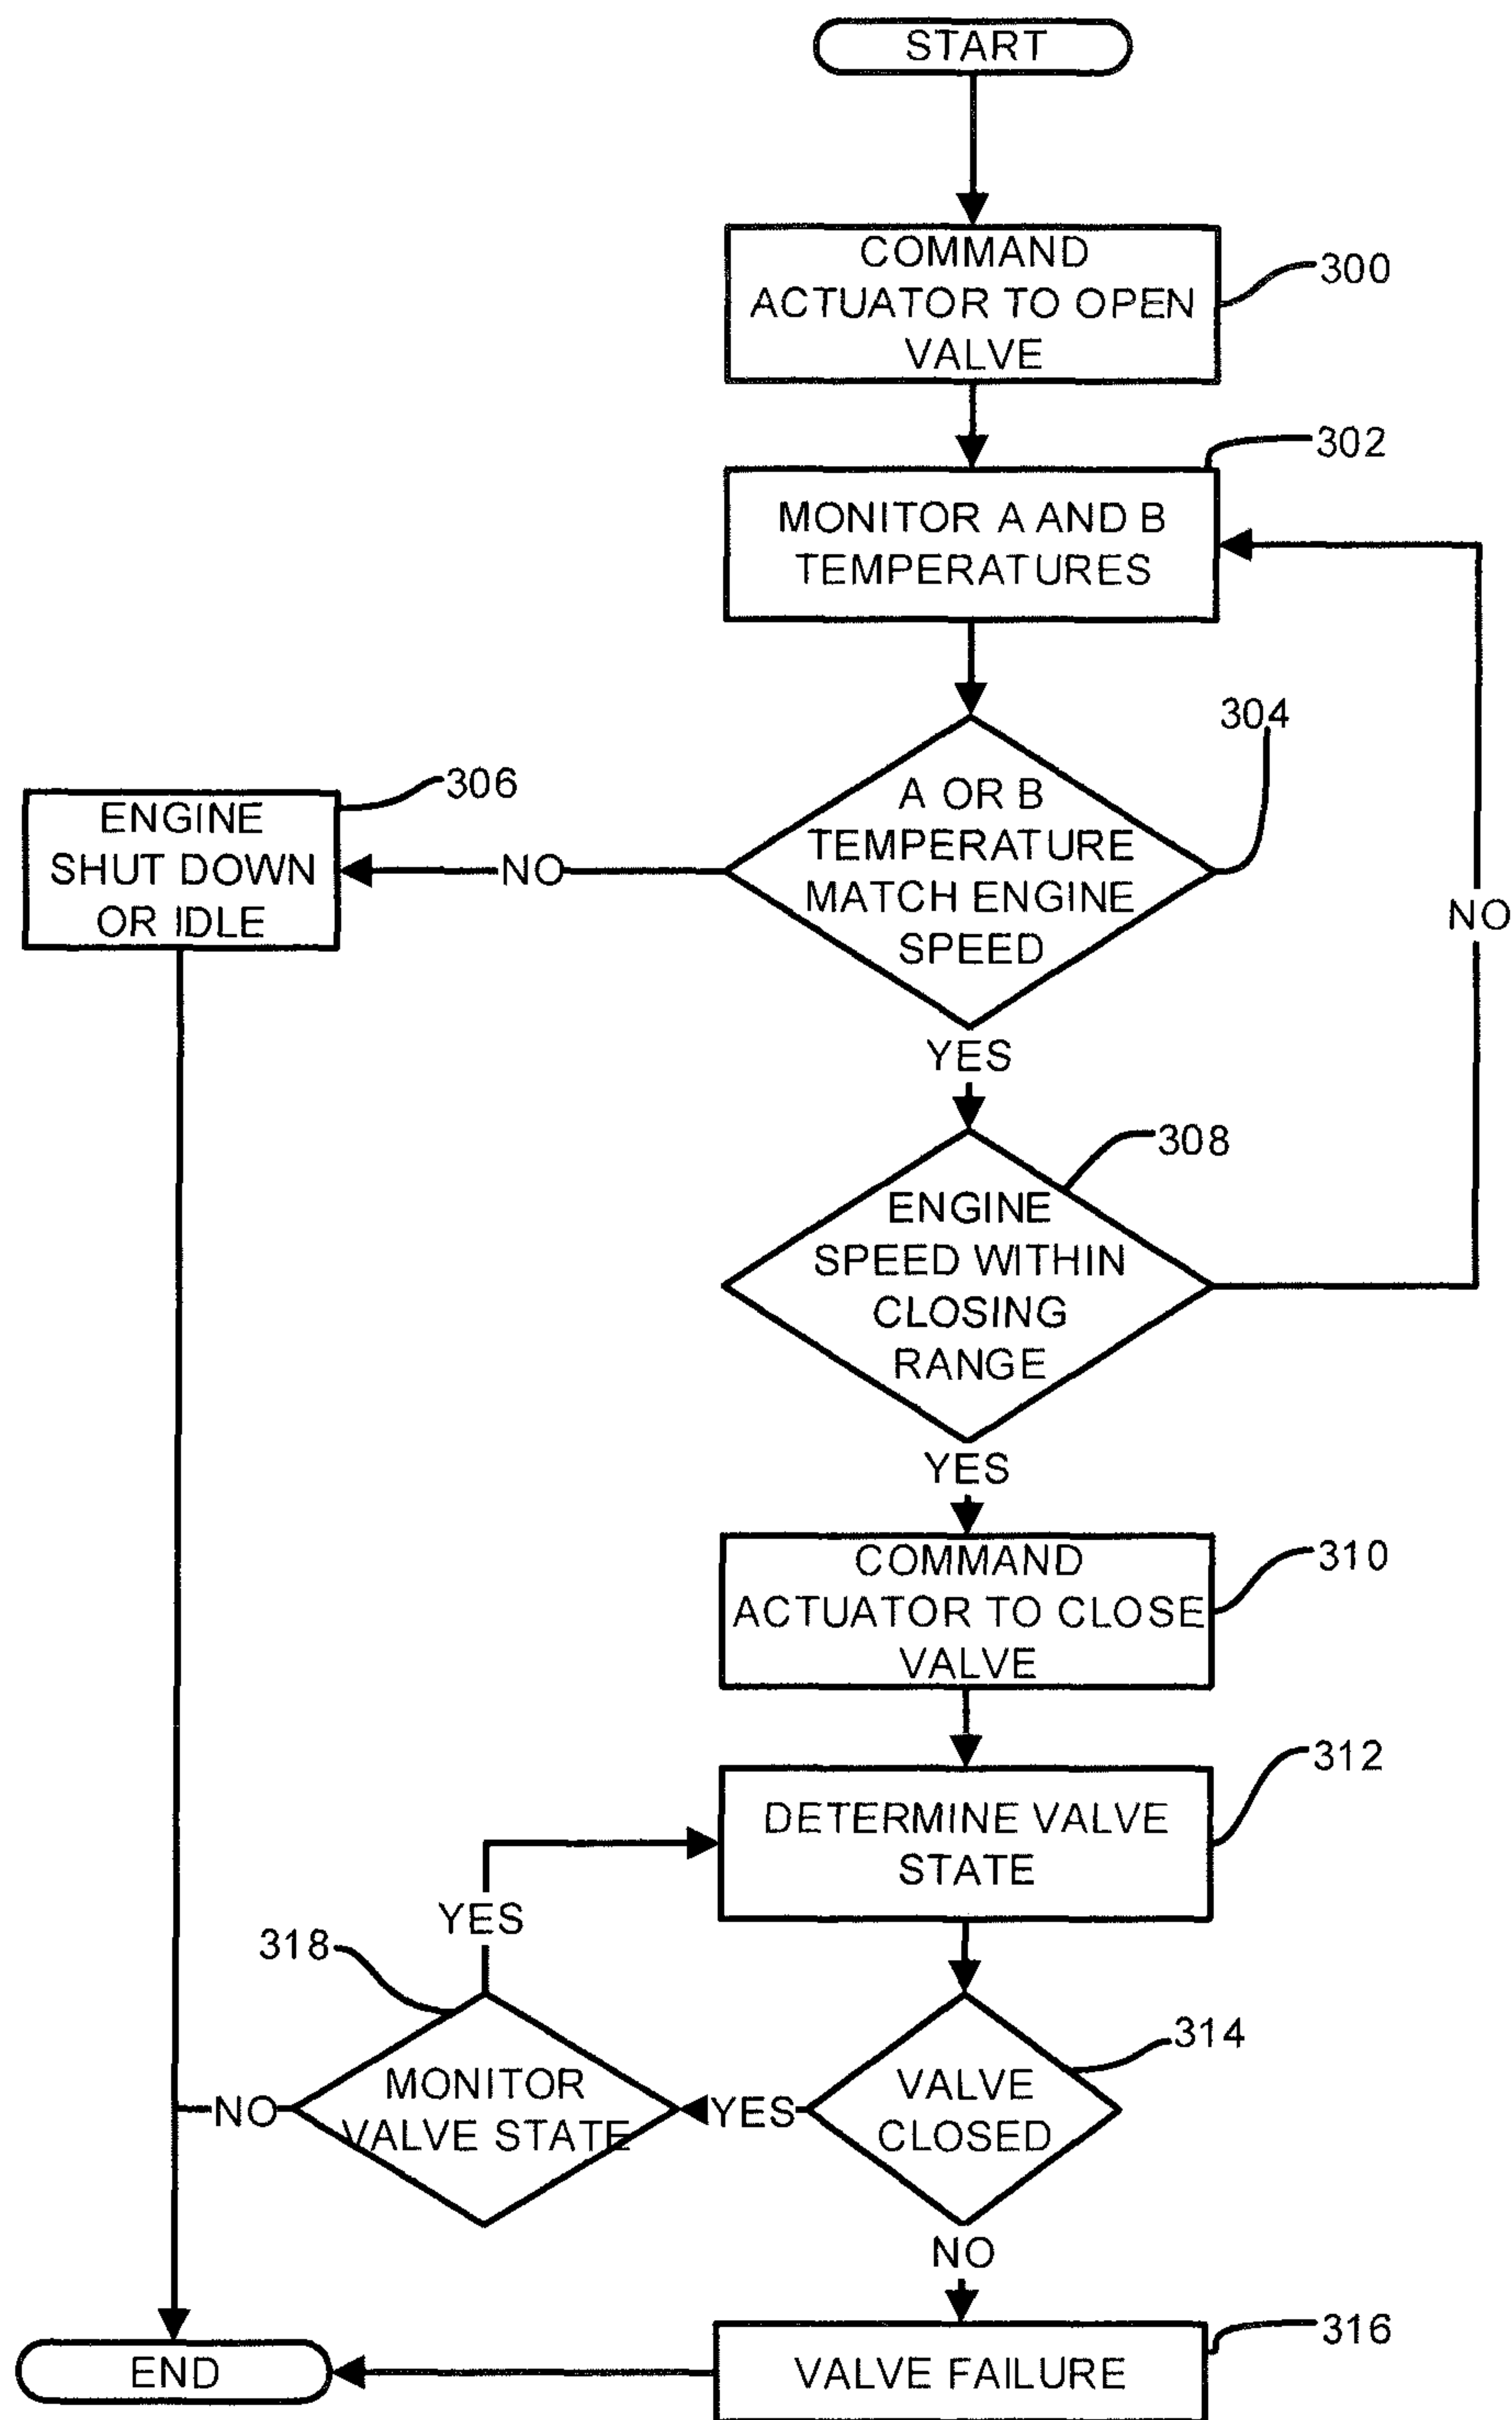 START
COMMAND
ACTUATOR TO OPEN
VALVE
300
302
MONITOR A AND B
TEMPERATURES
304
A OR B
TEMPERATURE
MATCH ENGINE
SPEED
306
ENGINE
SHUT DOWN
OR IDLE
NO
NO
YES
308
ENGINE
SPEED WITHIN
CLOSING
RANGE
YES
COMMAND
ACTUATOR TO CLOSE
VALVE
310
312
DETERMINE VALVE
STATE
YES
318
314
MONITOR
VALVE STATE
NO
YES
VALVE
CLOSED
NO
316
VALVE FAILURE
END